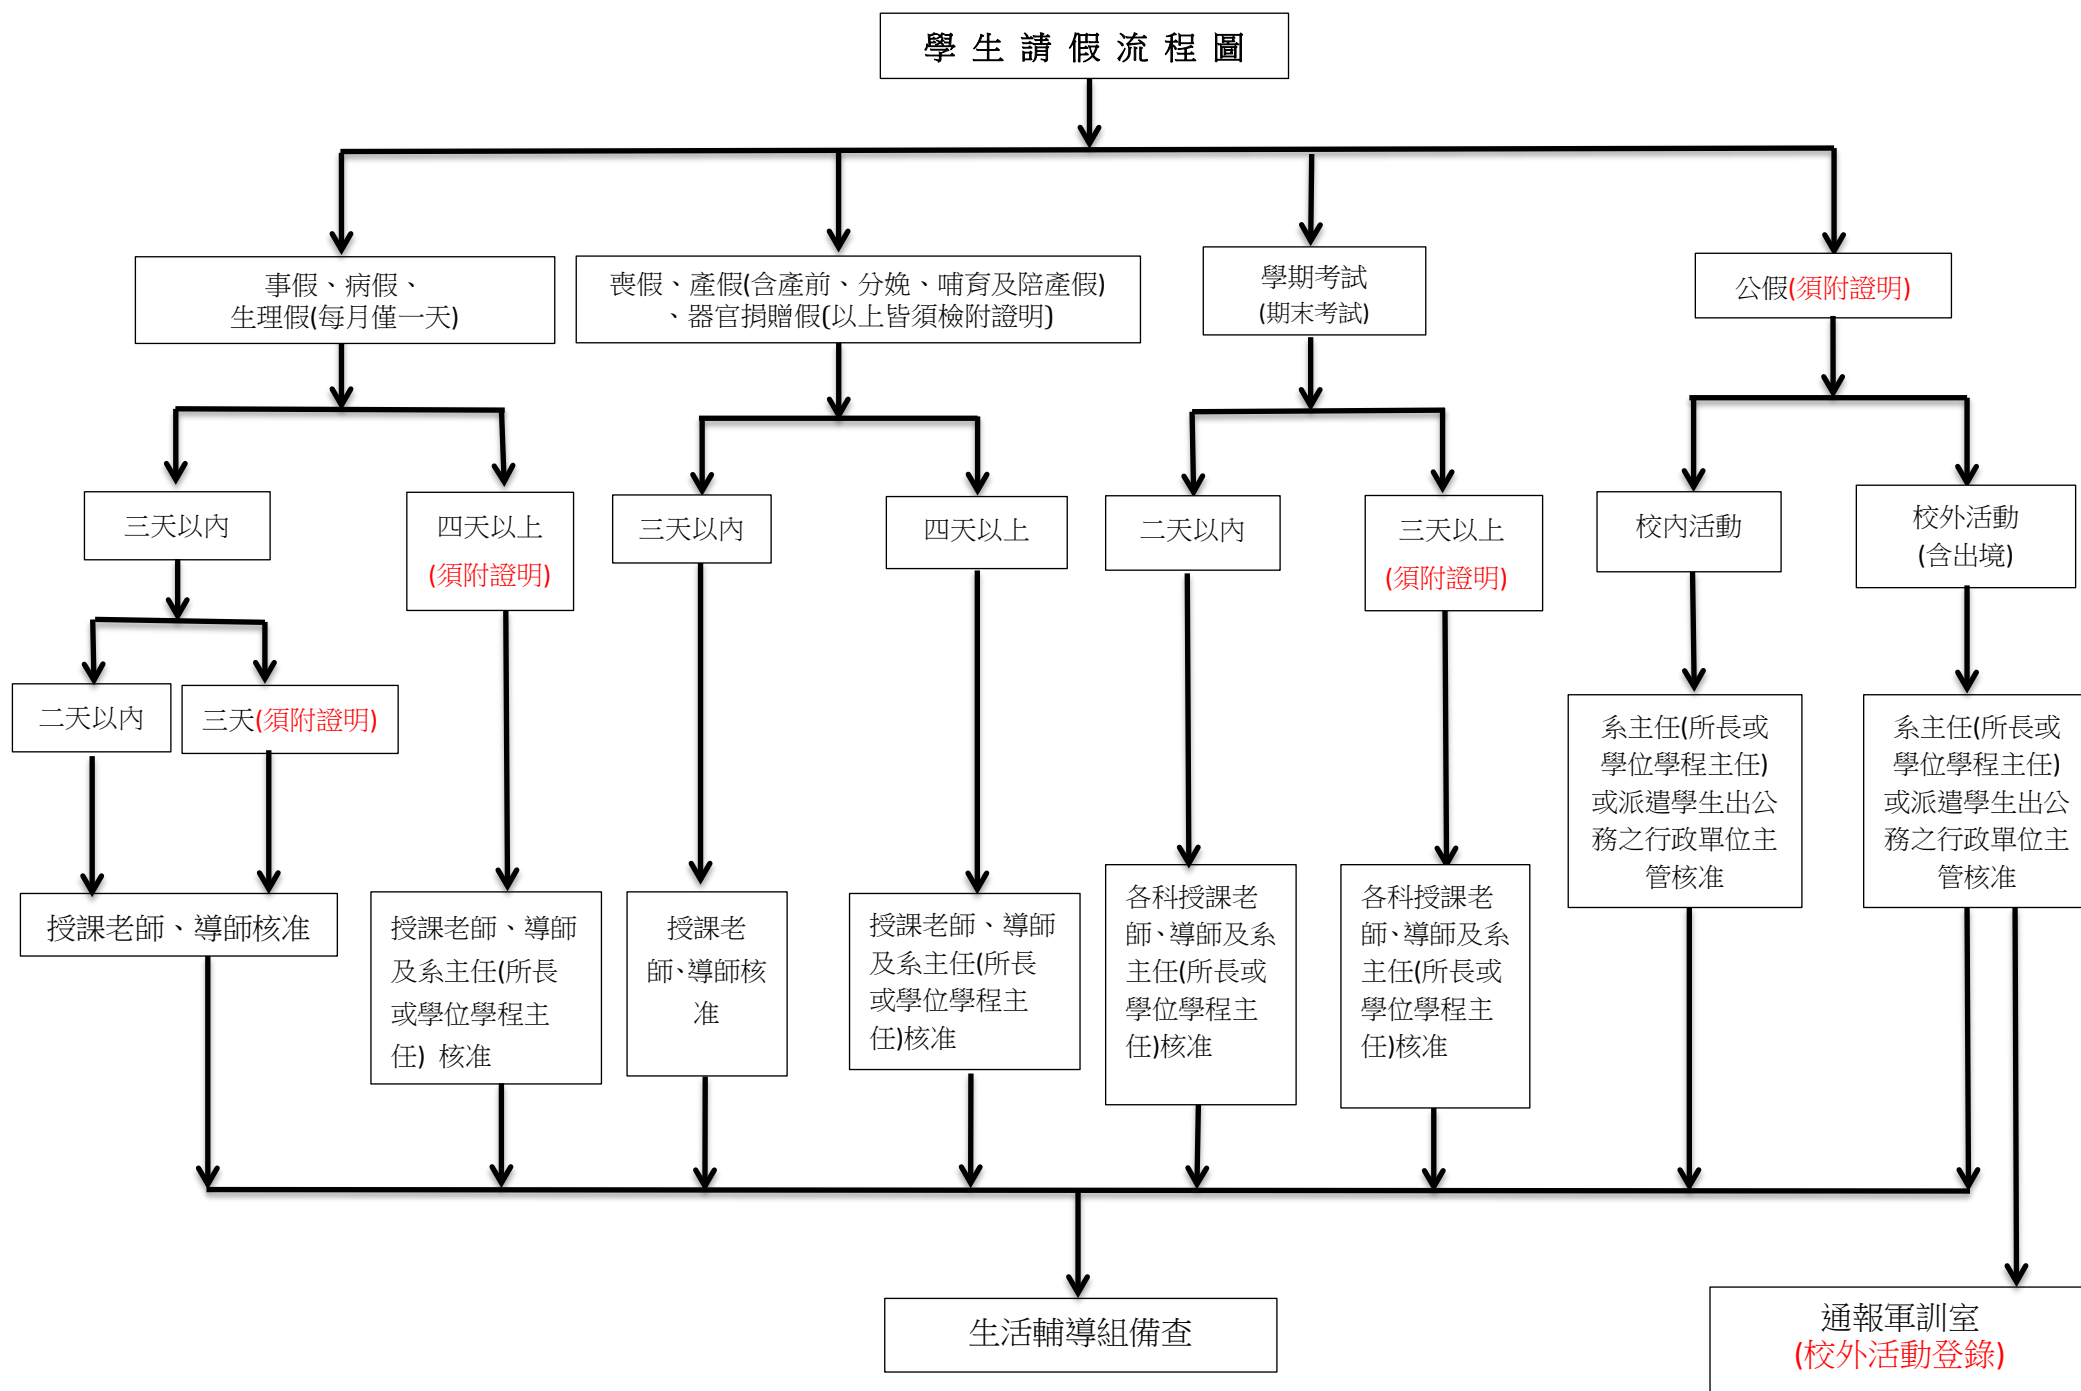 學生請假流程圖
事假、病假、
生理假(每月僅一天)
喪假、產假(含產前、分娩、哺育及陪產假)
、器官捐贈假(以上皆須檢附證明)
學期考試
(期末考試)
公假(須附證明)
三天以內
四天以上
(須附證明)
三天以內
四天以上
二天以內
三天以上
(須附證明)
校內活動
校外活動
(含出境)
二天以內
三天(須附證明)
系主任(所長或
學位學程主任)
或派遣學生出公
務之行政單位主
管核准
系主任(所長或
學位學程主任)
或派遣學生出公
務之行政單位主
管核准
授課老師、導師核准
授課老師、導師
及系主任(所長
或學位學程主
任) 核准
授課老
師、導師核
准
授課老師、導師
及系主任(所長
或學位學程主
任)核准
各科授課老
師、導師及系
主任(所長或
學位學程主
任)核准
各科授課老
師、導師及系
主任(所長或
學位學程主
任)核准
生活輔導組備查
通報軍訓室
(校外活動登錄)